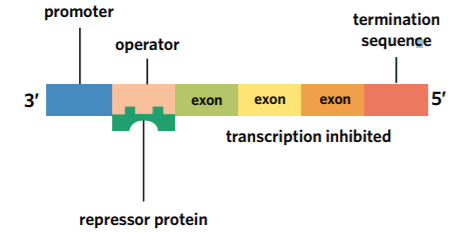 promoter
operator
termination
sequence
3'
exon
exon
exon
5'
transcription inhibited
repressor protein